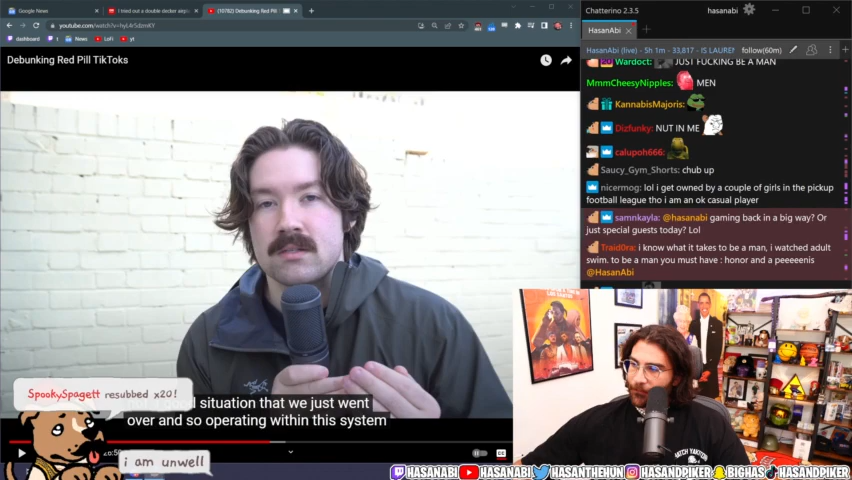 Google News
I tried out a double decker airpl
(10782) Debunking Red Pill TikTok
youtube.com/watch?v=hyL4rSdzmKY
dashboard
News
LoFi
yt
Debunking Red Pill TikToks
situation that we just went
over and so operating within this system
SpookySpagett resubbed x20!
i am unwell
Chatterino 2.3.5
hasanabi
HasanAbi
HasanAbi (live) - 5h 1m - 33,817 - IS LAUREN
follow(60m)
Wardoct: JUST FUCKING BE A MAN
MmmCheesyNipples: MEN
KannabisMajoris:
Dizfunky: NUT IN ME
calupoh666:
Saucy_Gym_Shorts: chub up
nicermog: lol i get owned by a couple of girls in the pickup
football league tho i am an ok casual player
samnkayla: @hasanabi gaming back in a big way? Or
just special guests today? Lol
Traid0ra: i know what it takes to be a man, i watched adult
swim. to be a man you must have : honor and a peeeeenis
@HasanAbi
HASANABI HASANABI HASANTHEHUN HASANDPIKER BIGHAS HASANDPIKER